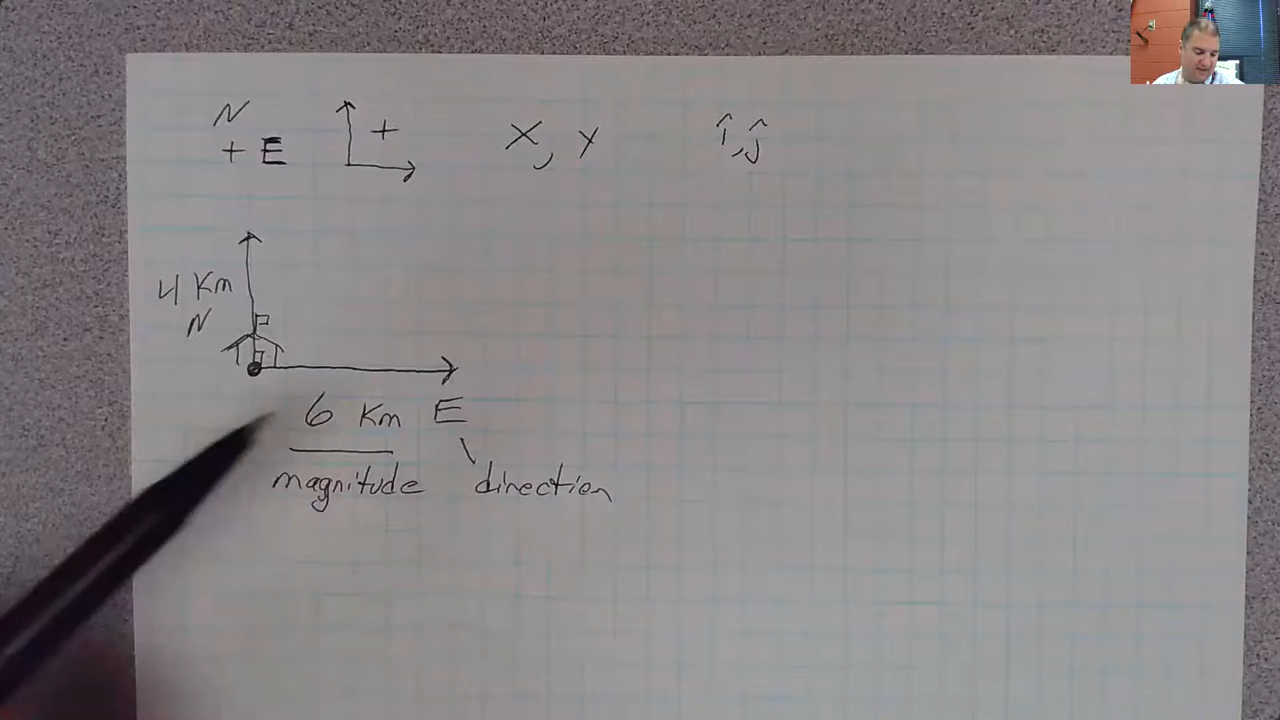 N
+ E + X, y î, ĵ
4 Km
N
6 Km E
magnitude direction